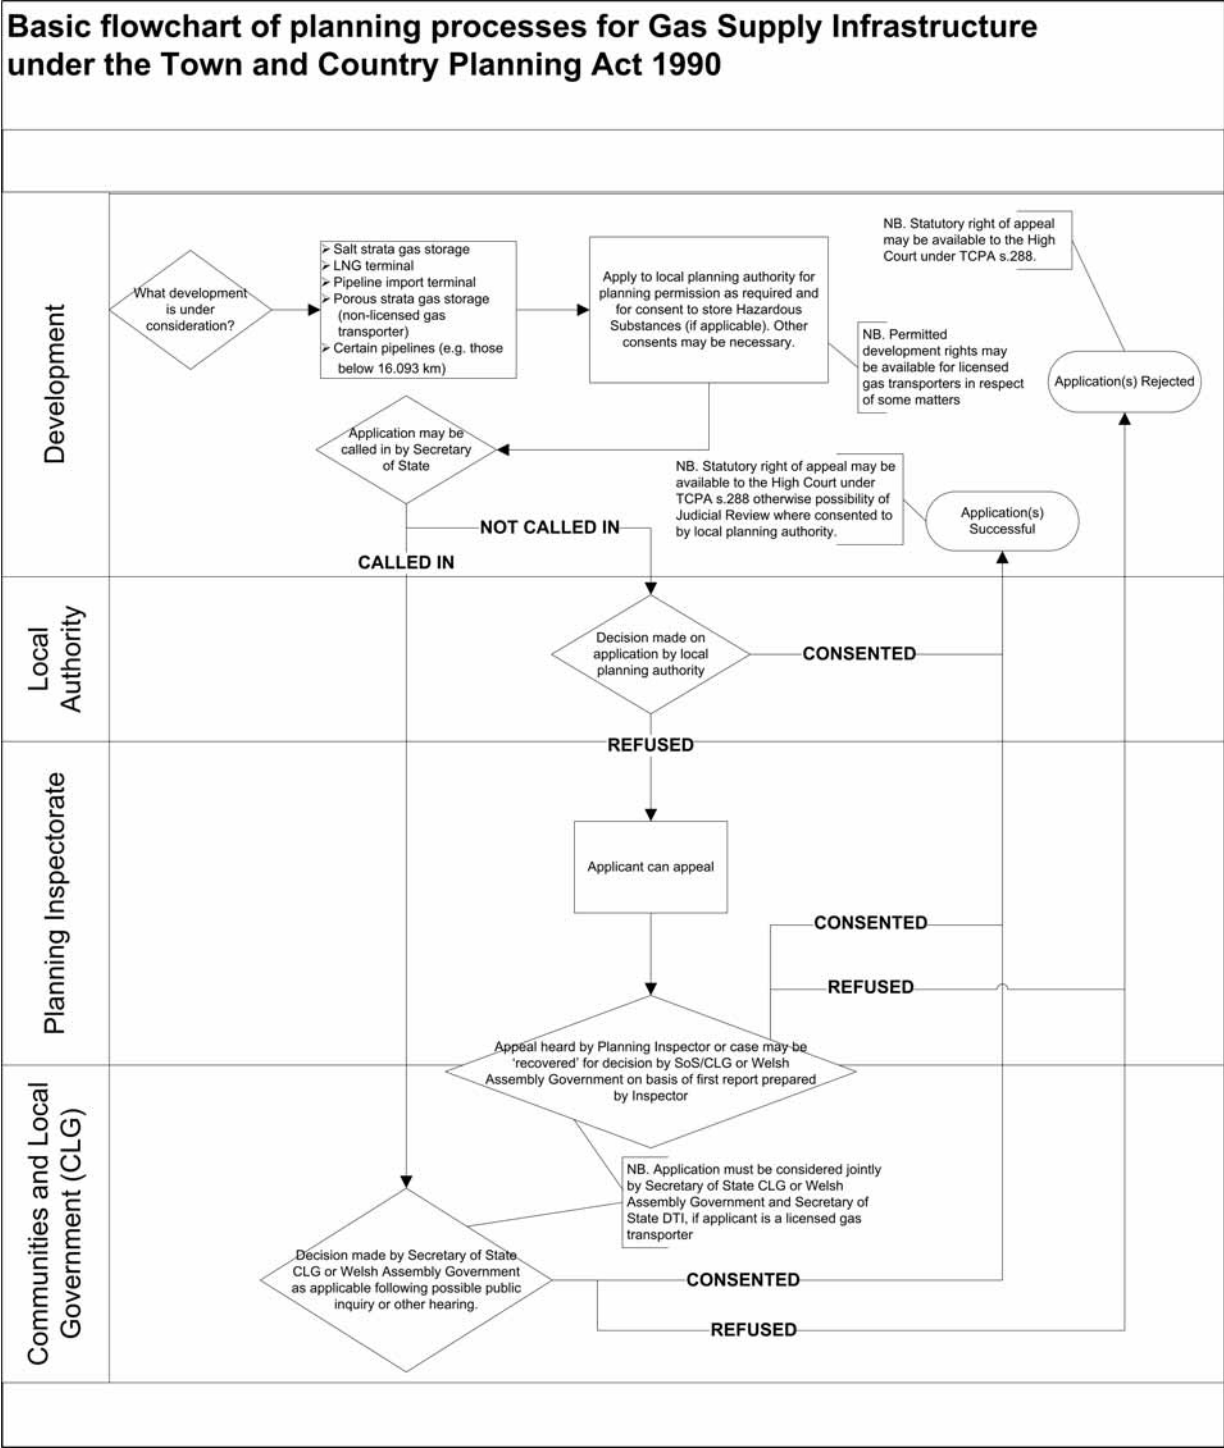 Basic flowchart of planning processes for Gas Supply Infrastructure
under the Town and Country Planning Act 1990
Development
What development
is under
consideration?
➢ Salt strata gas storage
➢ LNG terminal
➢ Pipeline import terminal
➢ Porous strata gas storage
(non-licensed gas
transporter)
➢ Certain pipelines (e.g. those
below 16.093 km)
Apply to local planning authority for
planning permission as required and
for consent to store Hazardous
Substances (if applicable). Other
consents may be necessary.
NB. Statutory right of appeal
may be available to the High
Court under TCPA s.288.
NB. Permitted
development rights may
be available for licensed
gas transporters in respect
of some matters
Application(s) Rejected
Application may be
called in by Secretary
of State
NB. Statutory right of appeal may be
available to the High Court under
TCPA s.288 otherwise possibility of
Judicial Review where consented to
by local planning authority.
Application(s)
Successful
NOT CALLED IN
CALLED IN
Local
Authority
Decision made on
application by local
planning authority
CONSENTED
REFUSED
Planning Inspectorate
Applicant can appeal
CONSENTED
REFUSED
Appeal heard by Planning Inspector or case may be
'recovered' for decision by SoS/CLG or Welsh
Assembly Government on basis of first report prepared
by Inspector
Communities and Local
Government (CLG)
NB. Application must be considered jointly
by Secretary of State CLG or Welsh
Assembly Government and Secretary of
State DTI, if applicant is a licensed gas
transporter
Decision made by Secretary of State
CLG or Welsh Assembly Government
as applicable following possible public
inquiry or other hearing.
CONSENTED
REFUSED